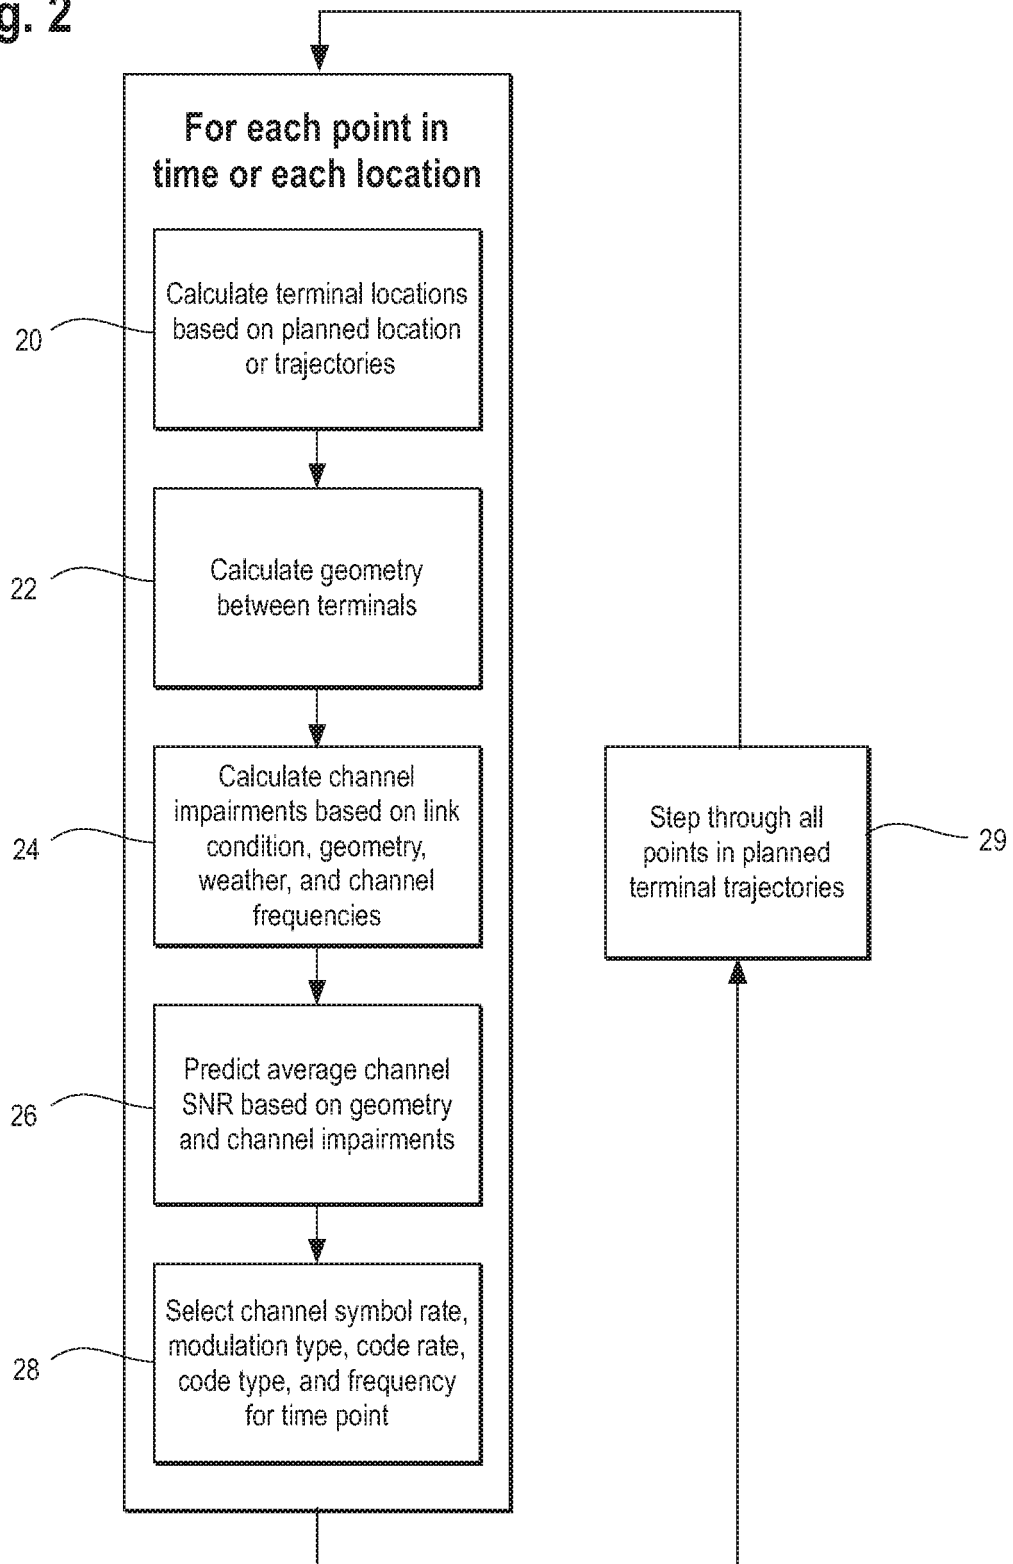 g. 2
For each point in
time or each location
Calculate terminal locations
based on planned location
or trajectories
20
Calculate geometry
between terminals
22
Calculate channel
impairments based on link
condition, geometry,
weather, and channel
frequencies
24
Step through all
points in planned
terminal trajectories
29
Predict average channel
SNR based on geometry
and channel impairments
26
Select channel symbol rate,
modulation type, code rate,
code type, and frequency
for time point
28